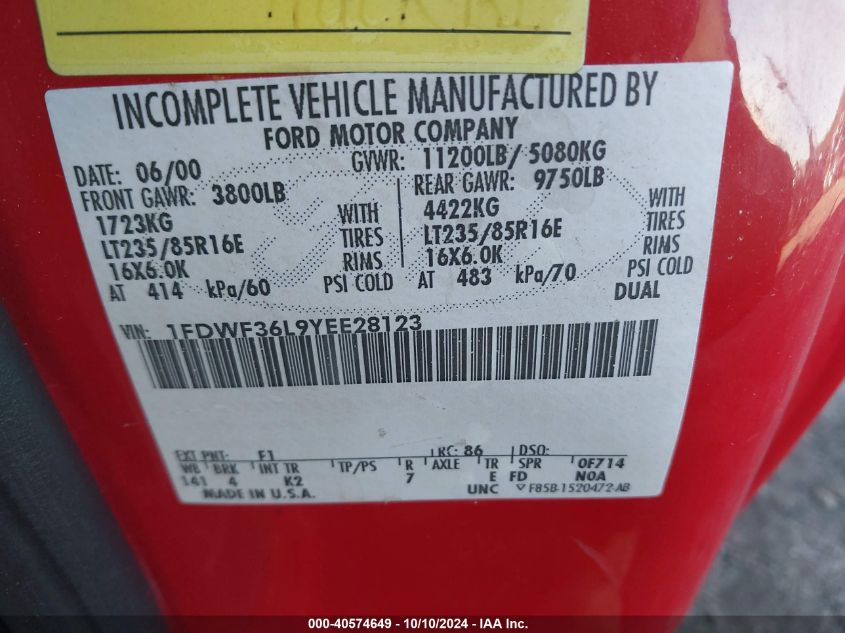 INCOMPLETE VEHICLE MANUFACTURED BY
FORD MOTOR COMPANY
DATE: 06/00 GVWR: 11200LB/ 5080KG
FRONT GAWR: 3800LB REAR GAWR: 9750LB
1723KG WITH 4422KG WITH
LT235/85R16E TIRES LT235/85R16E TIRES
16X6.0K RIMS 16X6.0K RIMS
AT 414 kPa/60 PSI COLD AT 483 kPa/70 PSI COLD
DUAL
VIN: 1FDWF36L9YEE28123
EXT PNT: F1 RC: 86 DSO:
WB BRK INT TR TP/PS R AXLE TR SPR 0F714
141 4 K2 7 E FD N0A
MADE IN U.S.A. UNC F85B-1520472-AB
000-40574649 - 10/10/2024 - IAA Inc.